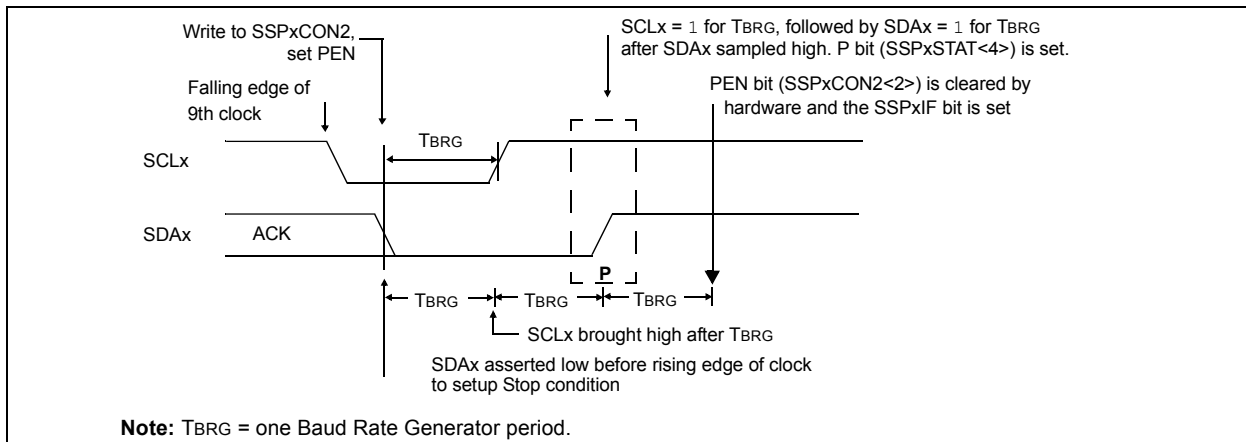 Write to SSPxCON2,
set PEN
SCLx = 1 for TBRG, followed by SDAx = 1 for TBRG
after SDAx sampled high. P bit (SSPxSTAT<4>) is set.
Falling edge of
9th clock
PEN bit (SSPxCON2<2>) is cleared by
hardware and the SSPxIF bit is set
TBRG
SCLx
SDAx
ACK
P
TBRG
TBRG
TBRG
SCLx brought high after TBRG
SDAx asserted low before rising edge of clock
to setup Stop condition
Note: TBRG = one Baud Rate Generator period.